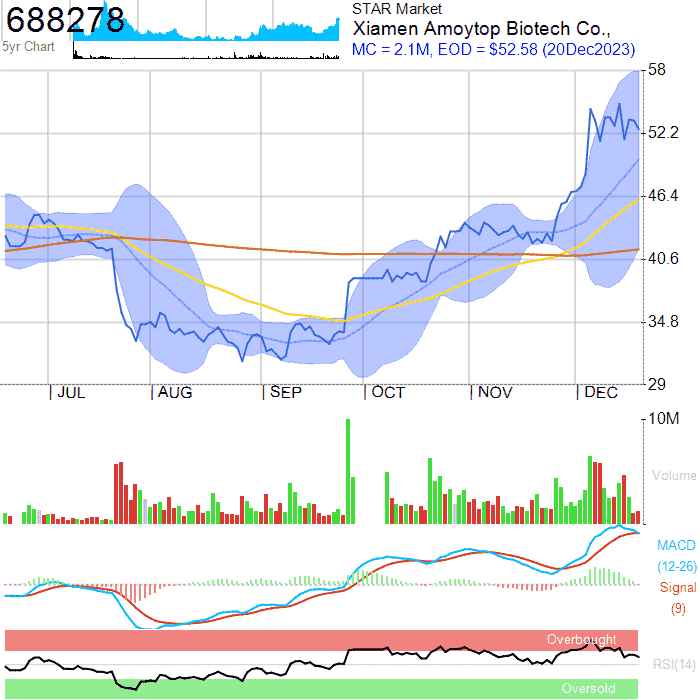 688278
5yr Chart
STAR Market
Xiamen Amoytop Biotech Co.,
MC = 2.1M, EOD = $52.58 (20Dec2023)
58
52.2
46.4
40.6
34.8
29
JUL AUG SEP OCT NOV DEC
10M
Volume
MACD
(12-26)
Signal
(9)
Overbought
RSI(14)
Oversold